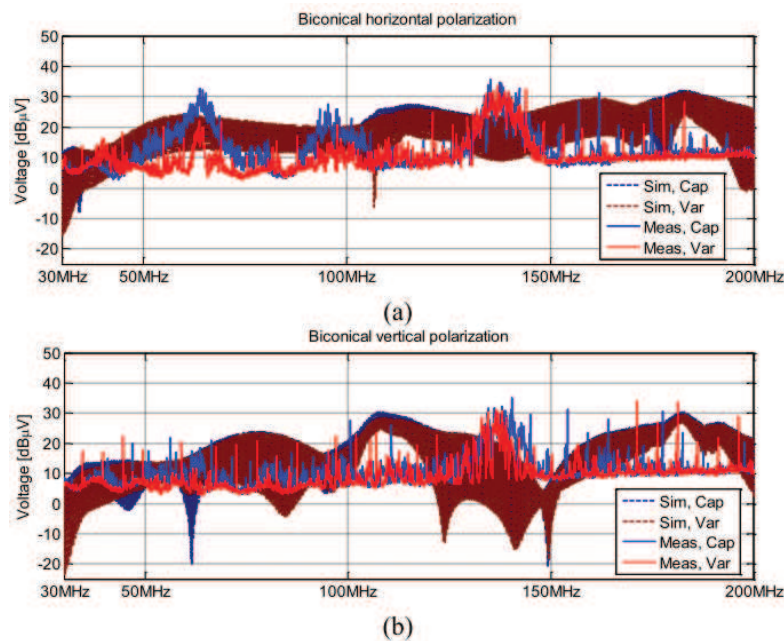 Biconical horizontal polarization
50
40
30
20
10
0
-10
-20
Voltage [dBµV]
Sim, Cap
Sim, Var
Meas, Cap
Meas, Var
30MHz 50MHz 100MHz 150MHz 200MHz
(a)
Biconical vertical polarization
50
40
30
20
10
0
-10
-20
Voltage [dBµV]
Sim, Cap
Sim, Var
Meas, Cap
Meas, Var
30MHz 50MHz 100MHz 150MHz 200MHz
(b)